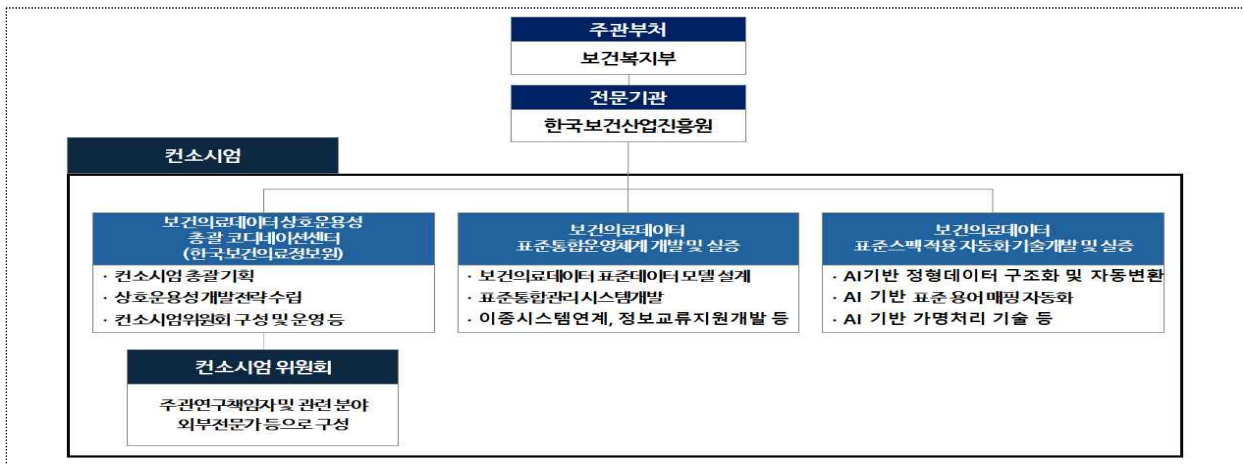 주관부처
보건복지부
전문기관
한국보건산업진흥원
컨소시엄
보건의료데이터 상호운용성
총괄 코디네이션센터
(한국보건의료정보원)
· 컨소시엄 총괄기획
· 상호운용성 개발전략 수립
· 컨소시엄위원회 구성 및 운영 등
보건의료데이터
표준통합운영체계 개발 및 실증
· 보건의료데이터 표준데이터 모델 설계
· 표준통합관리 시스템개발
· 이종시스템연계, 정보교류지원개발 등
보건의료데이터
표준스펙 적용 자동화 기술개발 및 실증
· AI기반 정형데이터 구조화 및 자동변환
· AI 기반 표준 용어 매핑 자동화
· AI 기반 가명처리 기술 등
컨소시엄 위원회
주관연구책임자 및 관련 분야
외부전문가 등으로 구성